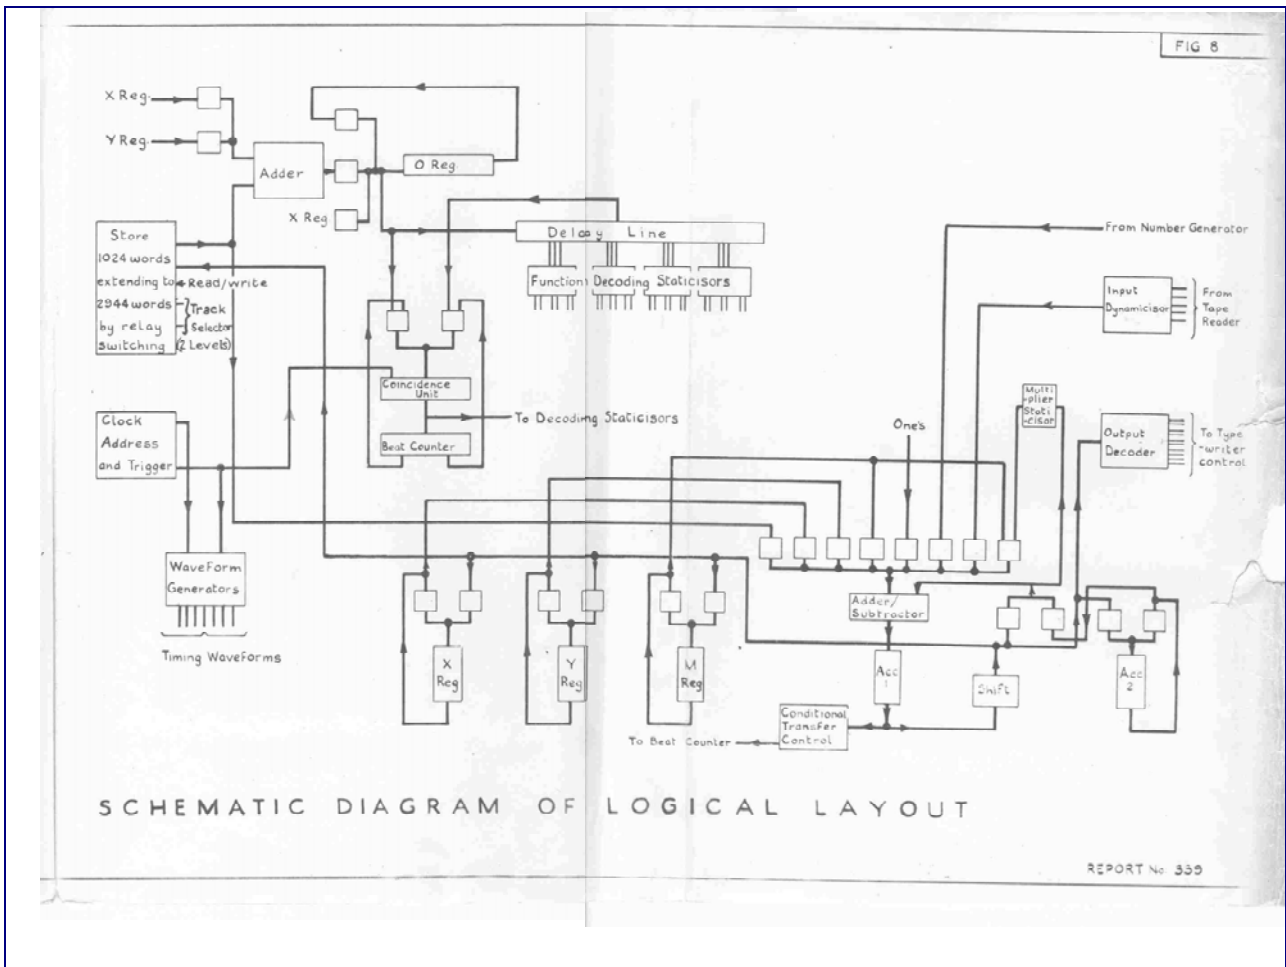 FIG 8
X Reg.
Y Reg.
Adder
O Reg.
X Reg
Delay Line
Function Decoding Staticisors
Store
1024 words
extending to
2944 words
by relay
switching
Read/write
Track
Selector
(2 Levels)
Coincidence
Unit
To Decoding Staticisors
Beat Counter
Clock
Address
and Trigger
Waveform
Generators
Timing Waveforms
From Number Generator
Input
Dynamicisor
From
Tape
Reader
Multi
-plier
Stati
-cisor
One's
Output
Decoder
To Type
-writer
control
Adder/
Subtractor
X
Reg
Y
Reg
M
Reg
Acc
1
Shift
Acc
2
Conditional
Transfer
Control
To Beat Counter
SCHEMATIC DIAGRAM OF LOGICAL LAYOUT
REPORT No. 339